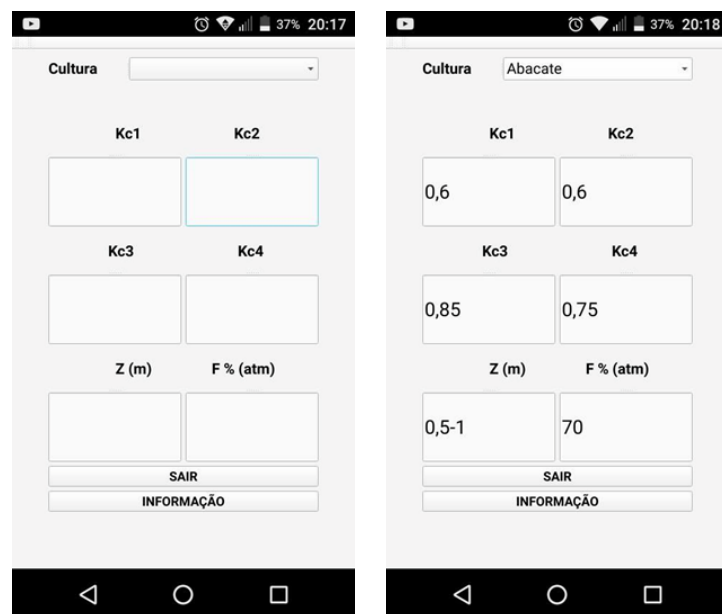 37% 20:17
Cultura
Kc1 Kc2
Kc3 Kc4
Z (m) F % (atm)
SAIR
INFORMAÇÃO
37% 20:18
Cultura Abacate
Kc1 Kc2
0,6 0,6
Kc3 Kc4
0,85 0,75
Z (m) F % (atm)
0,5-1 70
SAIR
INFORMAÇÃO